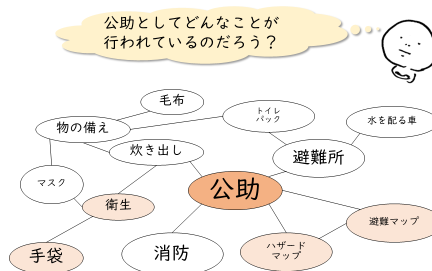 公助としてどんなことが
行われているのだろう？
毛布
トイレ
パック
水を配る車
物の備え
炊き出し
避難所
マスク
公助
衛生
避難マップ
手袋
消防
ハザード
マップ